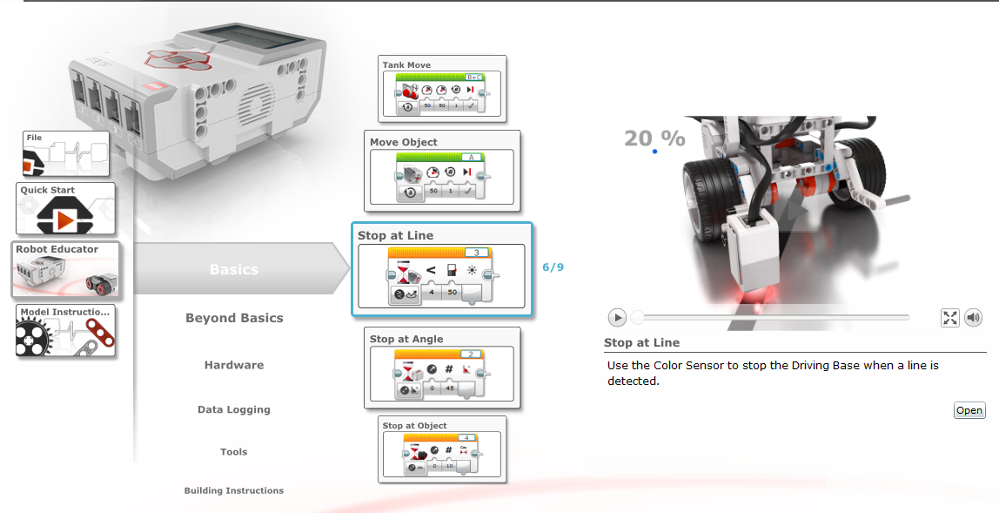 File
Quick Start
Robot Educator
Model Instructio...
Basics
Beyond Basics
Hardware
Data Logging
Tools
Building Instructions
Tank Move
B+C
50 50 1
Move Object
A
50 1
Stop at Line
3
<
4 50
6/9
Stop at Angle
2
#
0 45
Stop at Object
4
#
0 10
20 %
Stop at Line
Use the Color Sensor to stop the Driving Base when a line is
detected.
Open